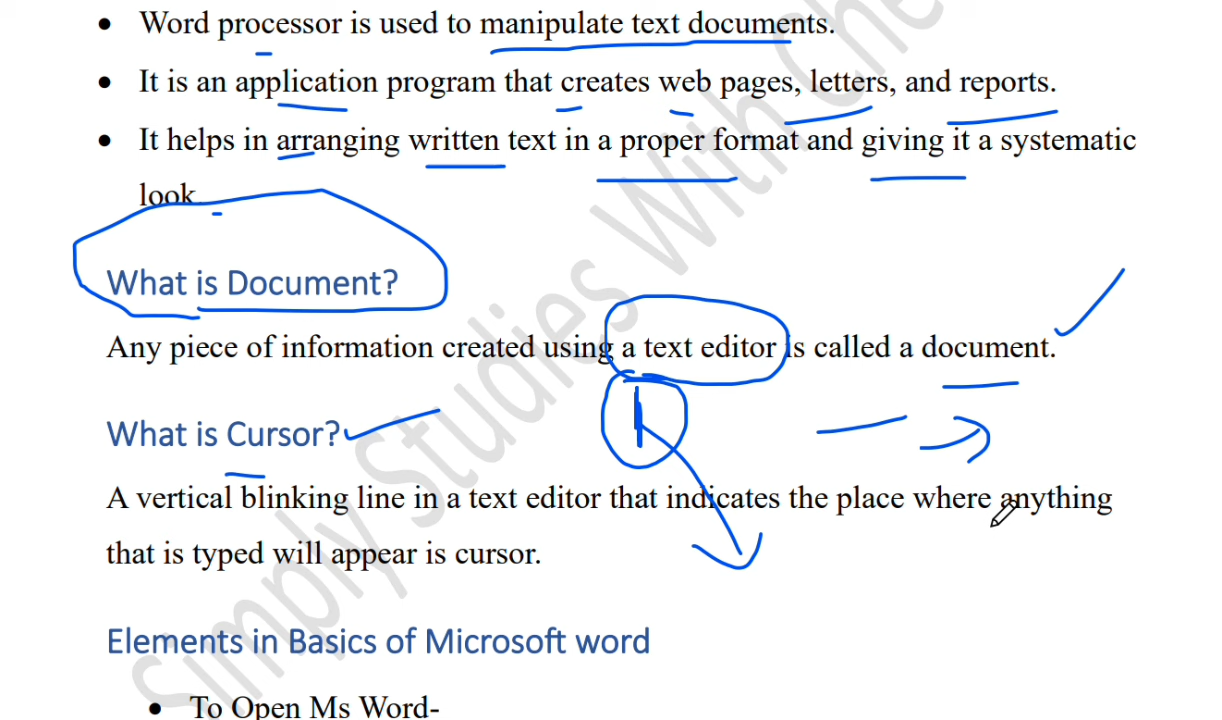 • Word processor is used to manipulate text documents.
• It is an application program that creates web pages, letters, and reports.
• It helps in arranging written text in a proper format and giving it a systematic
look.
What is Document?
Any piece of information created using a text editor is called a document.
What is Cursor?
A vertical blinking line in a text editor that indicates the place where anything
that is typed will appear is cursor.
Elements in Basics of Microsoft word
• To Open Ms Word-
Simply Studies With Che